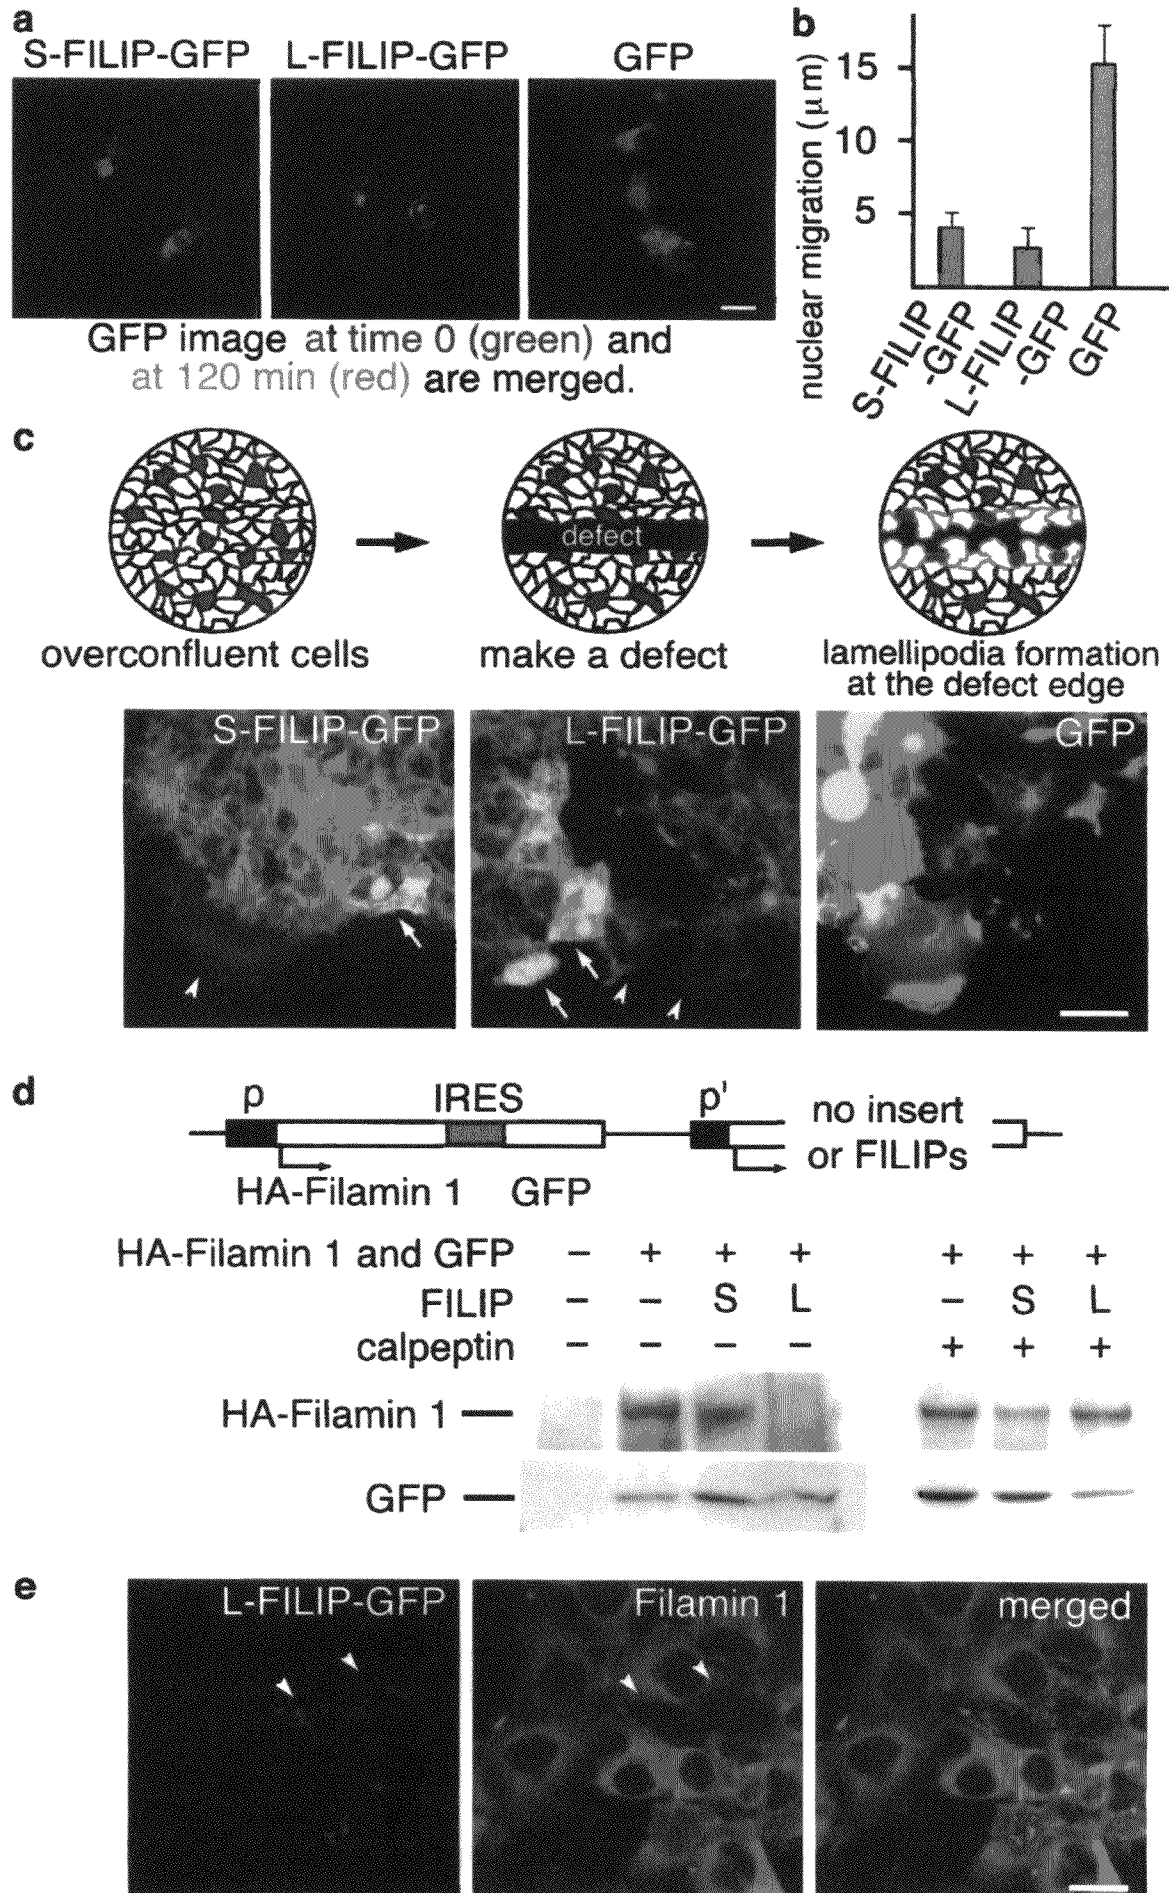 a
S-FILIP-GFP L-FILIP-GFP GFP
GFP image at time 0 (green) and
at 120 min (red) are merged.
b
nuclear migration (μm)
15
10
5
S-FILIP
-GFP
L-FILIP
-GFP
GFP
c
defect
overconfluent cells
make a defect
lamellipodia formation
at the defect edge
S-FILIP-GFP L-FILIP-GFP GFP
d
p IRES p'
no insert
or FILIPs
HA-Filamin 1 GFP
HA-Filamin 1 and GFP − + + + + + +
FILIP − − S L − S L
calpeptin − − − − + + +
HA-Filamin 1
GFP
e
L-FILIP-GFP Filamin 1 merged